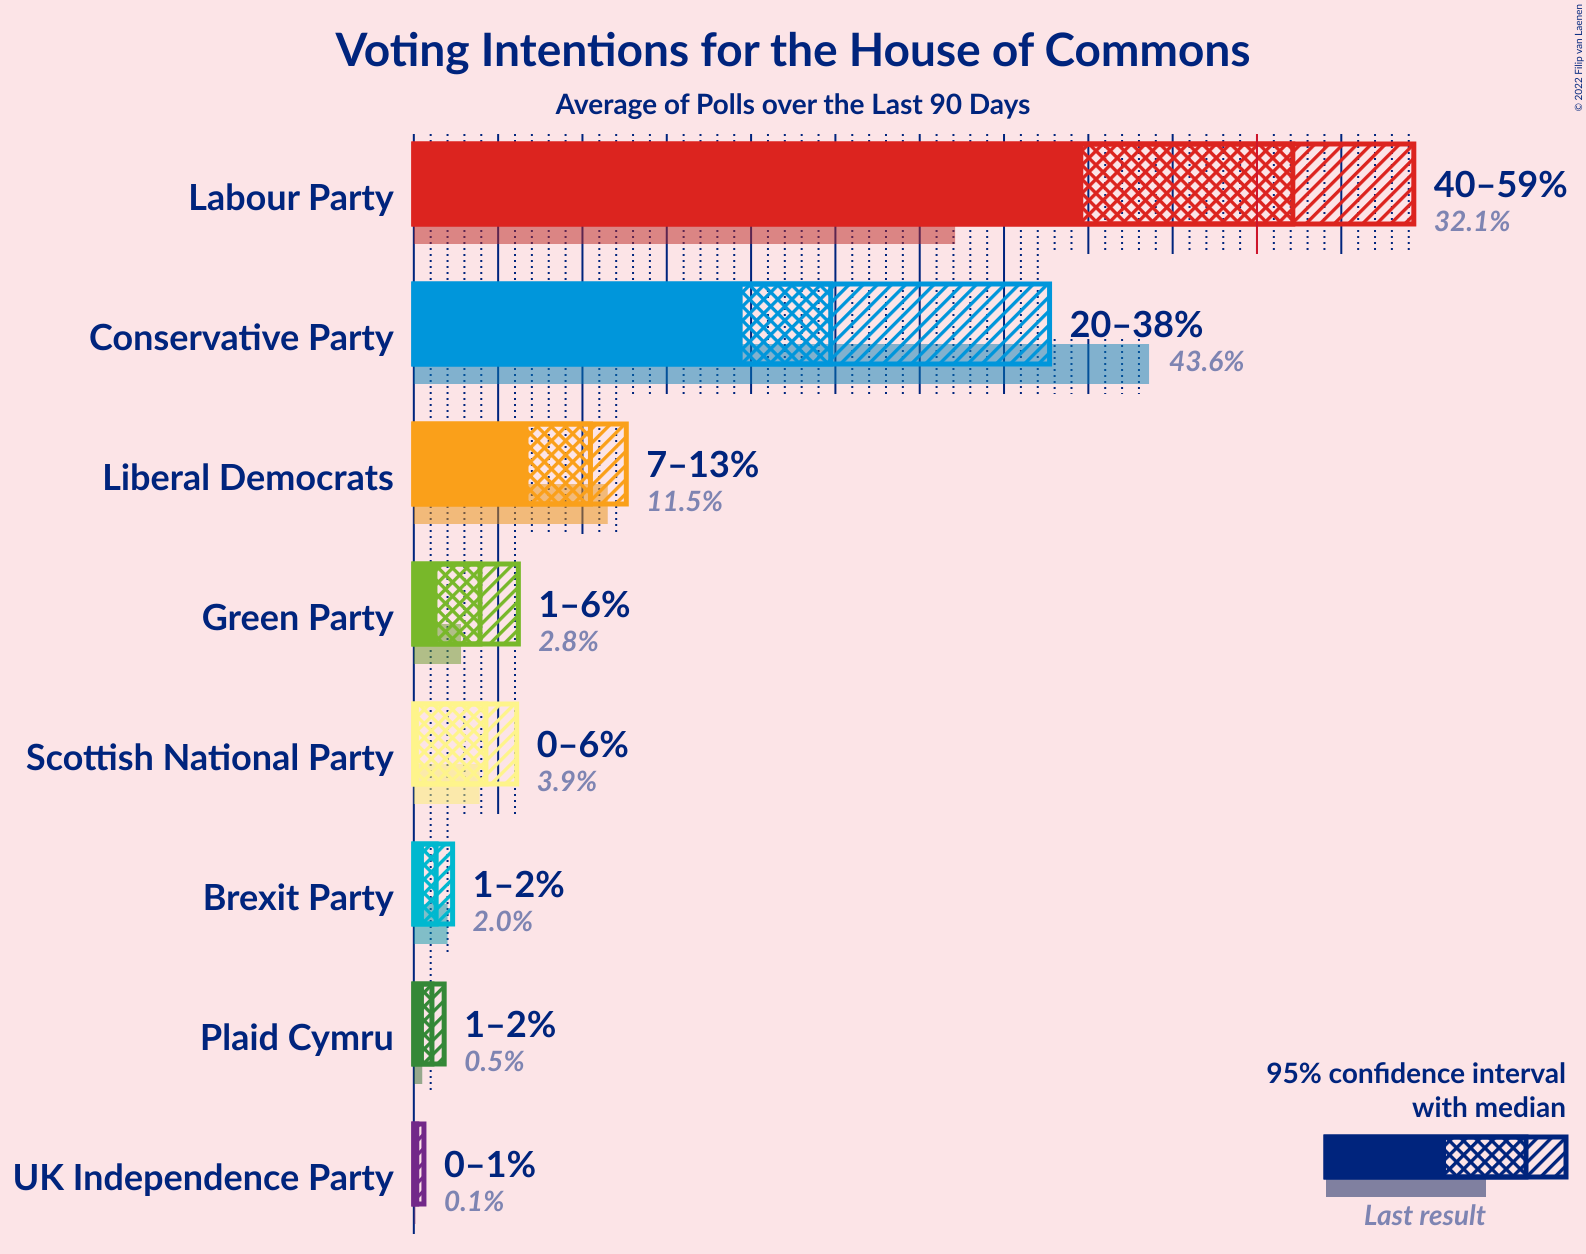 Voting Intentions for the House of Commons
Average of Polls over the Last 90 Days
© 2022 Filip van Laenen
Labour Party
40–59%
32.1%
Conservative Party
20–38%
43.6%
Liberal Democrats
7–13%
11.5%
Green Party
1–6%
2.8%
Scottish National Party
0–6%
3.9%
Brexit Party
1–2%
2.0%
Plaid Cymru
1–2%
0.5%
UK Independence Party
0–1%
0.1%
95% confidence interval
with median
Last result